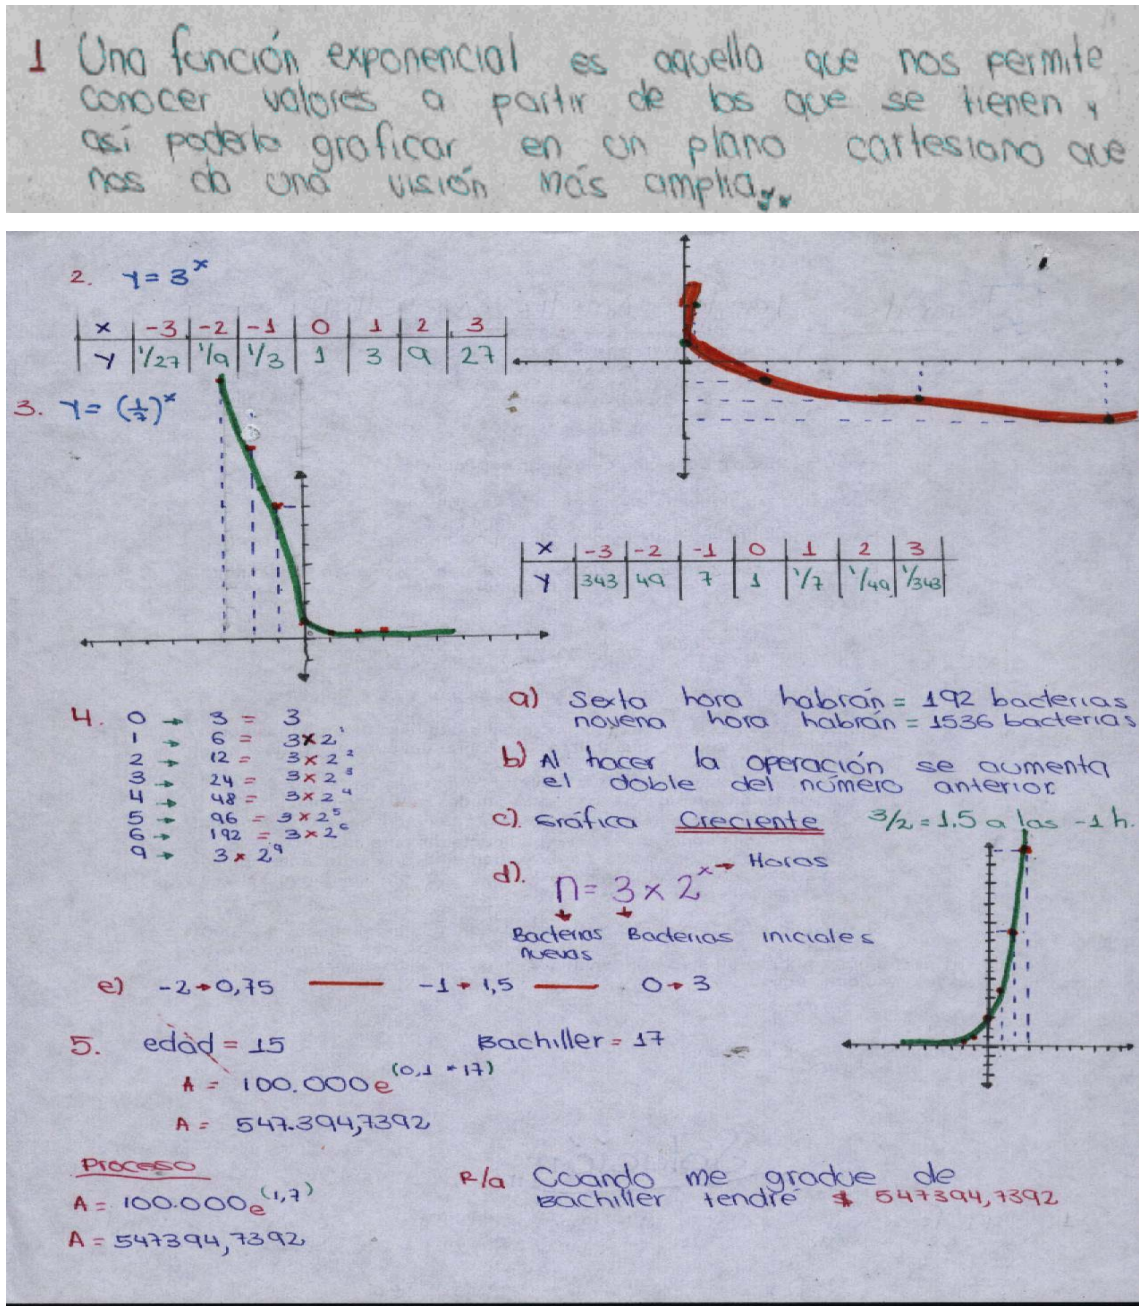 1 Una función exponencial es aquella que nos permite
conocer valores a partir de los que se tienen y
así poderlo graficar en un plano cartesiano que
nos da una visión más amplia
2. y = 3^x
x -3 -2 -1 0 1 2 3
y 1/27 1/9 1/3 1 3 9 27
3. y = (1/7)^x
x -3 -2 -1 0 1 2 3
y 343 49 7 1 1/7 1/49 1/343
4. 0 → 3 = 3
1 → 6 = 3×2^1
2 → 12 = 3×2^2
3 → 24 = 3×2^3
4 → 48 = 3×2^4
5 → 96 = 3×2^5
6 → 192 = 3×2^6
9 → 3×2^9
a) Sexta hora habrán = 192 bacterias
novena hora habrán = 1536 bacterias
b) Al hacer la operación se aumenta
el doble del número anterior
c). Gráfica Creciente 3/2 = 1.5 a las -1 h.
d). n = 3 × 2^x → Horas
Bacterias Bacterias iniciales
nuevas
e) -2→0,75 — -1→1,5 — 0→3
5. edad = 15 Bachiller = 17
A = 100.000e^(0,1*17)
A = 547.394,7392
Proceso
A = 100.000e^(1,7)
A = 547394,7392
R/a Cuando me gradue de
Bachiller tendré $ 547394,7392